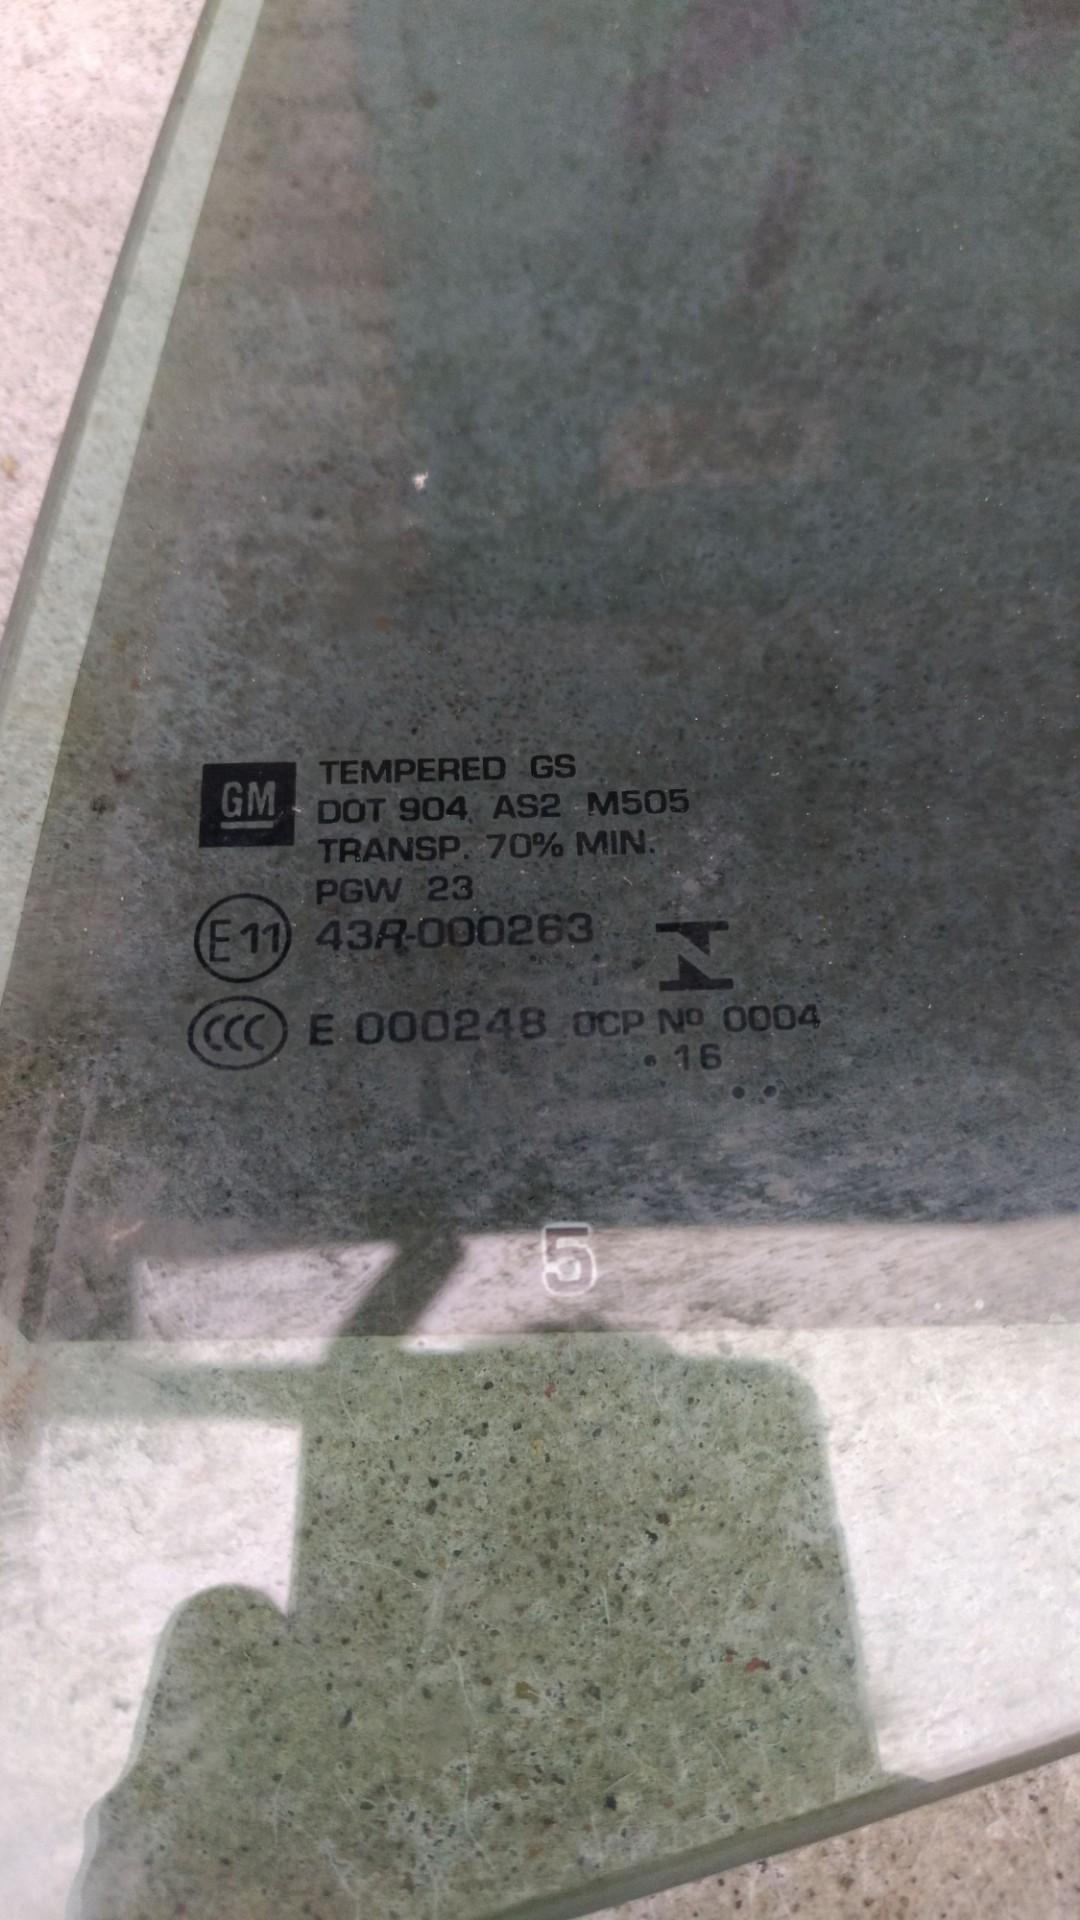 GM
TEMPERED GS
DOT 904 AS2 M505
TRANSP. 70% MIN.
PGW 23
E11 43R-000263
CCC E 000248 OCP Nº 0004
• 16
• •
5